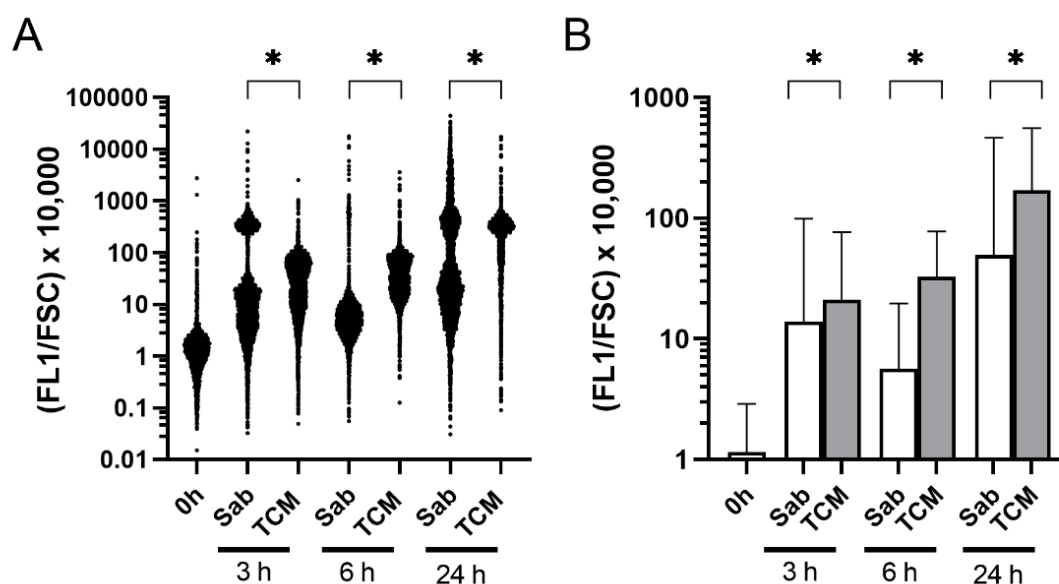 A
(FL1/FSC) x 10,000
100000
10000
1000
100
10
1
0.1
0.01
* * *
0h Sab TCM Sab TCM Sab TCM
3 h 6 h 24 h
B
(FL1/FSC) x 10,000
1000
100
10
1
* * *
0h Sab TCM Sab TCM Sab TCM
3 h 6 h 24 h